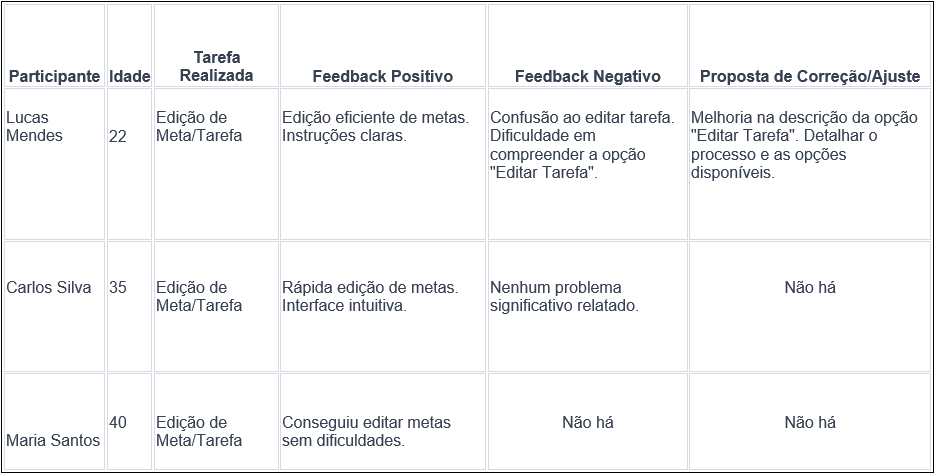 Participante
Idade
Tarefa
Realizada
Feedback Positivo
Feedback Negativo
Proposta de Correção/Ajuste
Lucas
Mendes
22
Edição de
Meta/Tarefa
Edição eficiente de metas.
Instruções claras.
Confusão ao editar tarefa.
Dificuldade em
compreender a opção
"Editar Tarefa".
Melhoria na descrição da opção
"Editar Tarefa". Detalhar o
processo e as opções
disponíveis.
Carlos Silva
35
Edição de
Meta/Tarefa
Rápida edição de metas.
Interface intuitiva.
Nenhum problema
significativo relatado.
Não há
Maria Santos
40
Edição de
Meta/Tarefa
Conseguiu editar metas
sem dificuldades.
Não há
Não há